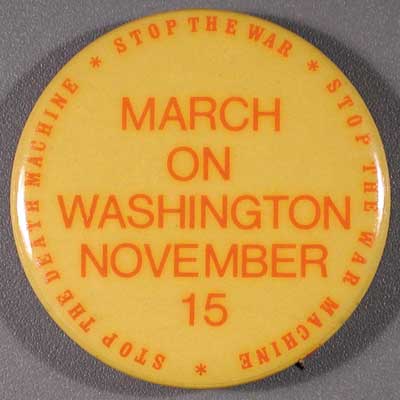 STOP THE WAR * STOP THE WAR MACHINE * STOP THE DEATH MACHINE *
MARCH
ON
WASHINGTON
NOVEMBER
15